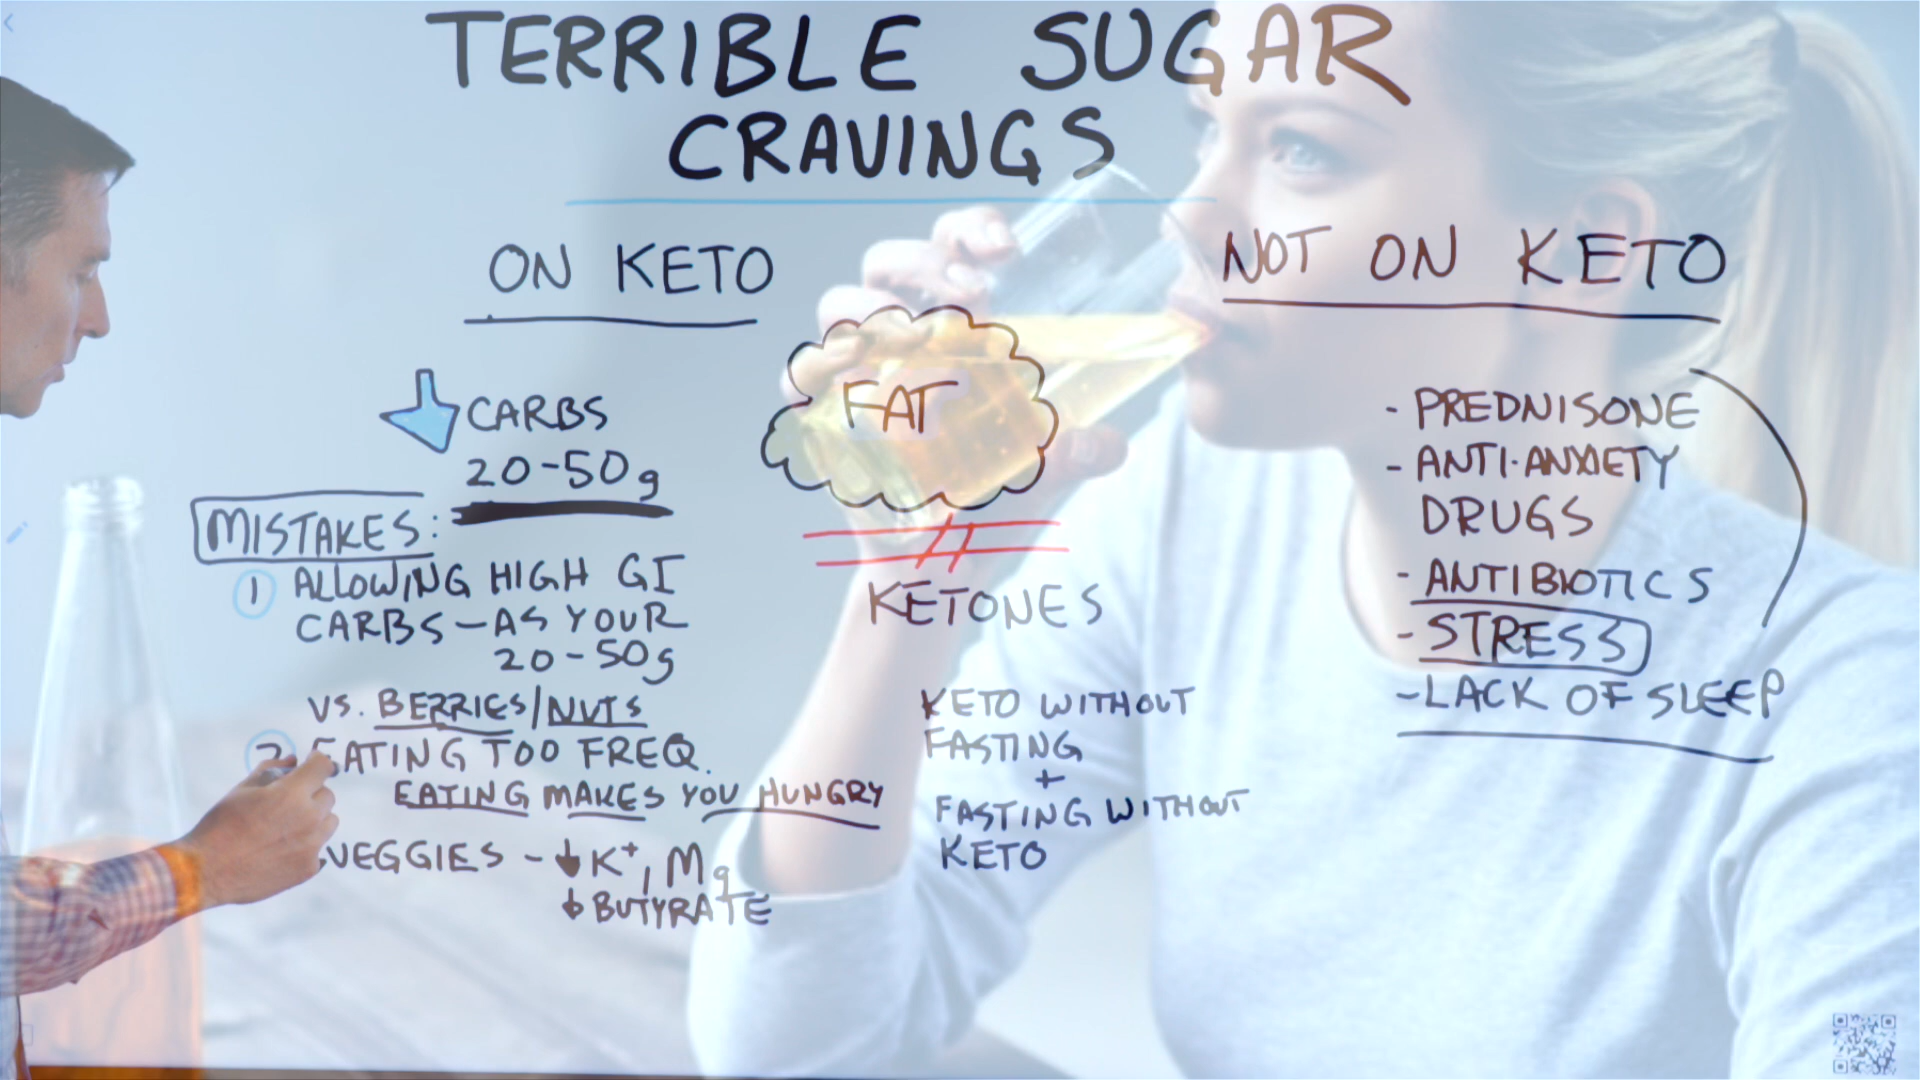 TERRIBLE SUGAR
CRAVINGS
ON KETO
CARBS
20-50g
MISTAKES:
1 ALLOWING HIGH GI
CARBS - AS YOUR
20-50g
VS. BERRIES/NUTS
2 EATING TOO FREQ.
EATING MAKES YOU HUNGRY
VEGGIES - ↓ K+, Mg
↓ BUTYRATE
FAT
KETONES
KETO WITHOUT
FASTING
+
FASTING WITHOUT
KETO
NOT ON KETO
- PREDNISONE
- ANTI-ANXIETY
DRUGS
- ANTIBIOTICS
- STRESS
- LACK OF SLEEP